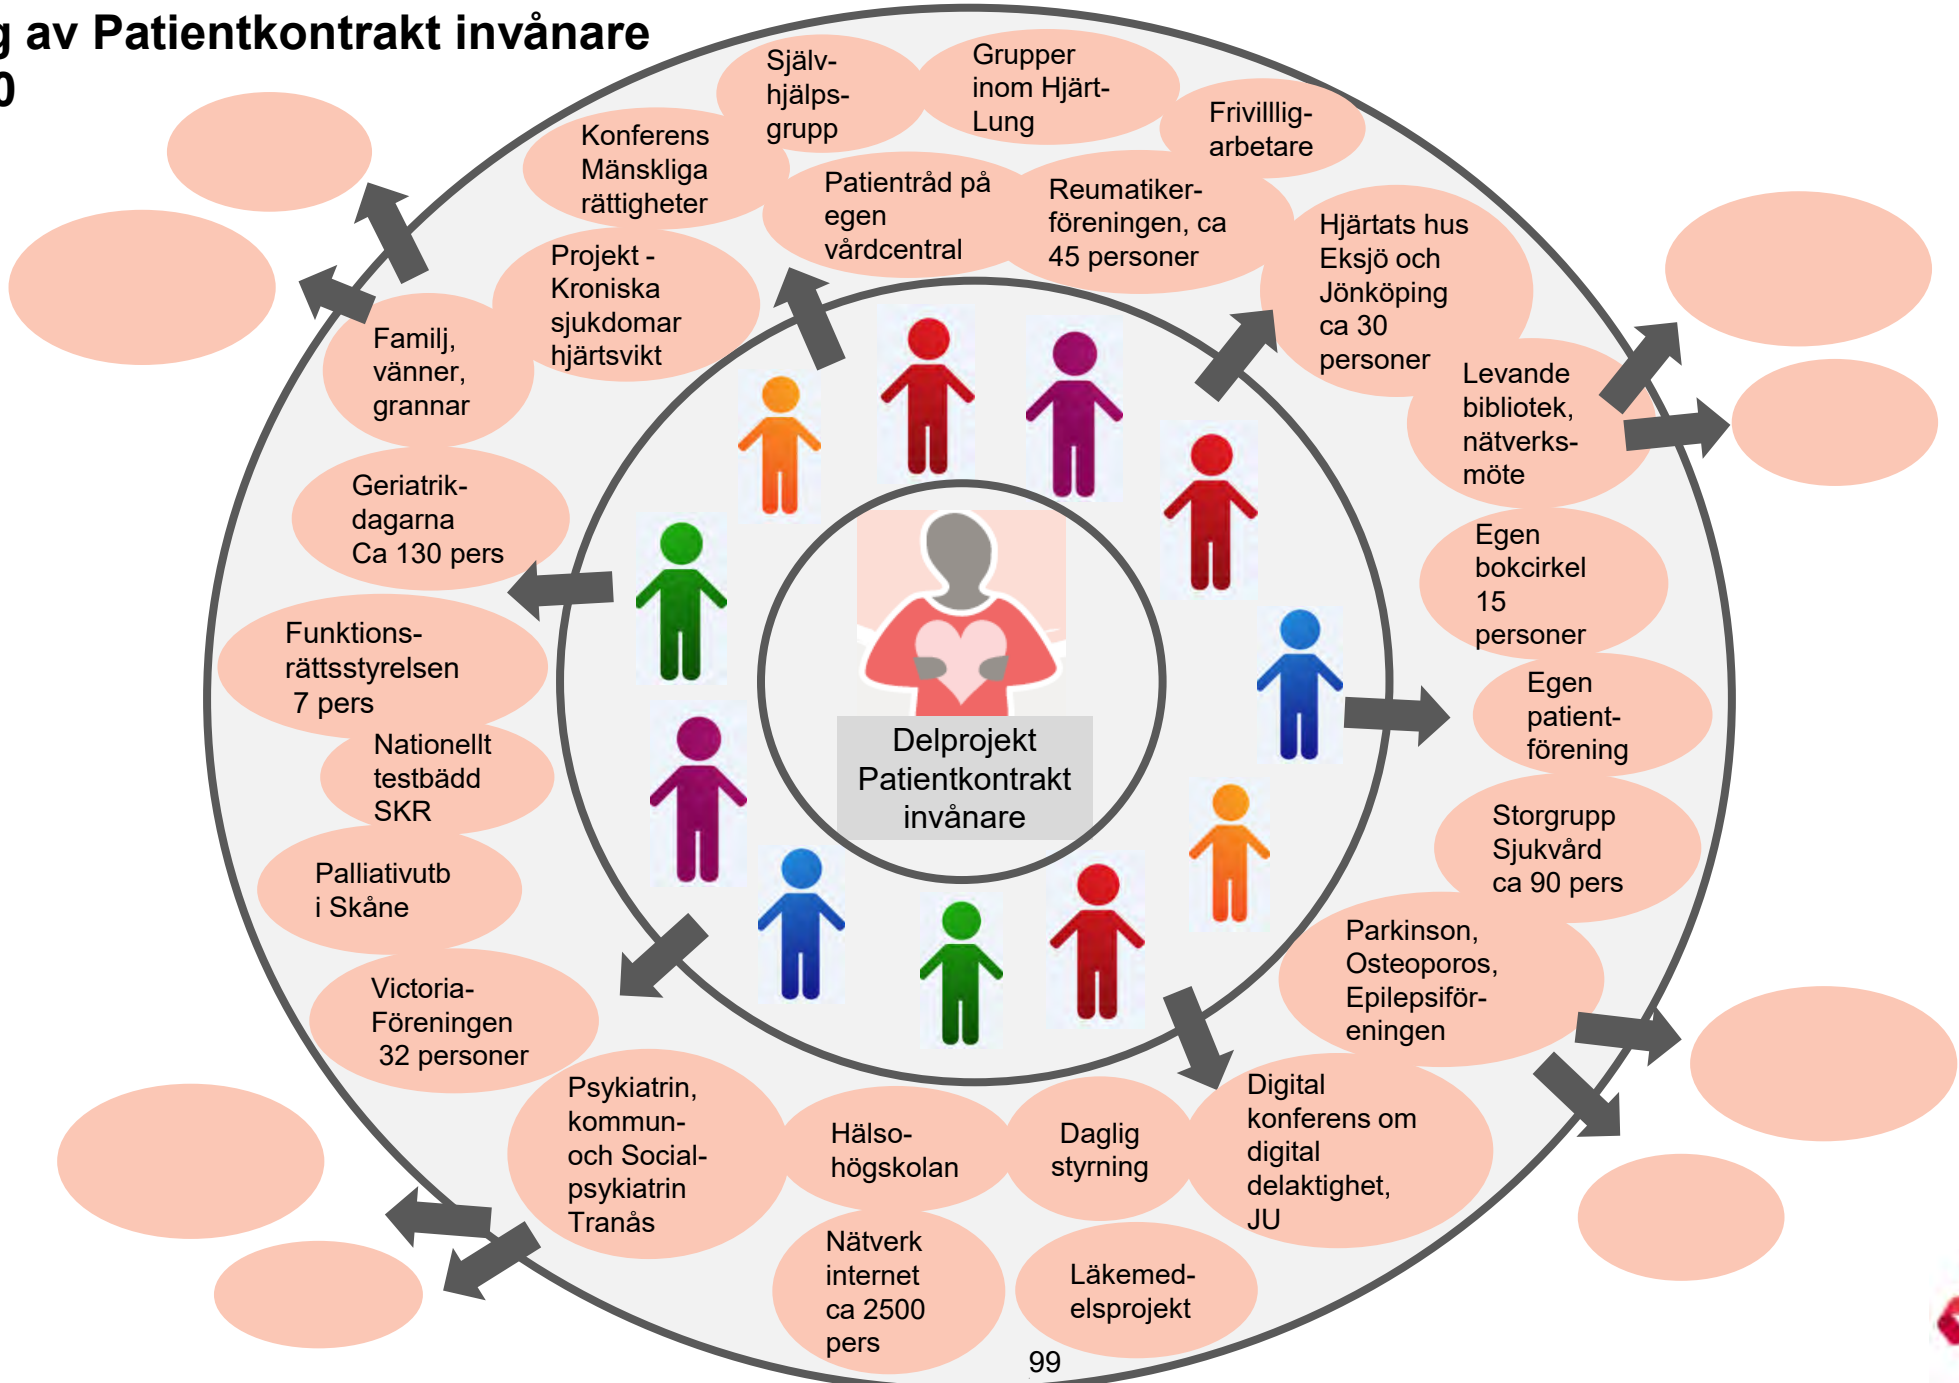 g av Patientkontrakt invånare
0
Själv-
hjälps-
grupp
Grupper
inom Hjärt-
Lung
Frivilllig-
arbetare
Konferens
Mänskliga
rättigheter
Patientråd på
egen
vårdcentral
Reumatiker-
föreningen, ca
45 personer
Hjärtats hus
Eksjö och
Jönköping
ca 30
personer
Projekt -
Kroniska
sjukdomar
hjärtsvikt
Familj,
vänner,
grannar
Levande
bibliotek,
nätverks-
möte
Geriatrik-
dagarna
Ca 130 pers
Egen
bokcirkel
15
personer
Funktions-
rättsstyrelsen
7 pers
Egen
patient-
förening
Nationellt
testbädd
SKR
Delprojekt
Patientkontrakt
invånare
Storgrupp
Sjukvård
ca 90 pers
Palliativutb
i Skåne
Parkinson,
Osteoporos,
Epilepsiför-
eningen
Victoria-
Föreningen
32 personer
Psykiatrin,
kommun-
och Social-
psykiatrin
Tranås
Hälso-
högskolan
Daglig
styrning
Digital
konferens om
digital
delaktighet,
JU
Nätverk
internet
ca 2500
pers
Läkemed-
elsprojekt
99